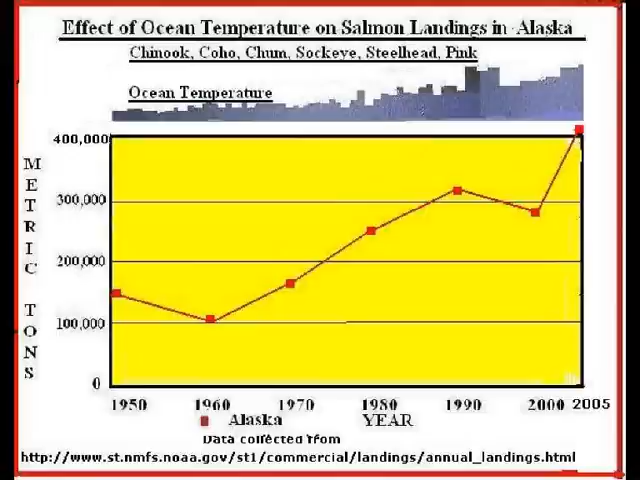 Effect of Ocean Temperature on Salmon Landings in Alaska
Chinook, Coho, Chum, Sockeye, Steelhead, Pink
Ocean Temperature
METRIC TONS
400,000
300,000
200,000
100,000
0
1950 1960 1970 1980 1990 2000 2005
Alaska YEAR
Data collected from
http://www.st.nmfs.noaa.gov/st1/commercial/landings/annual_landings.html